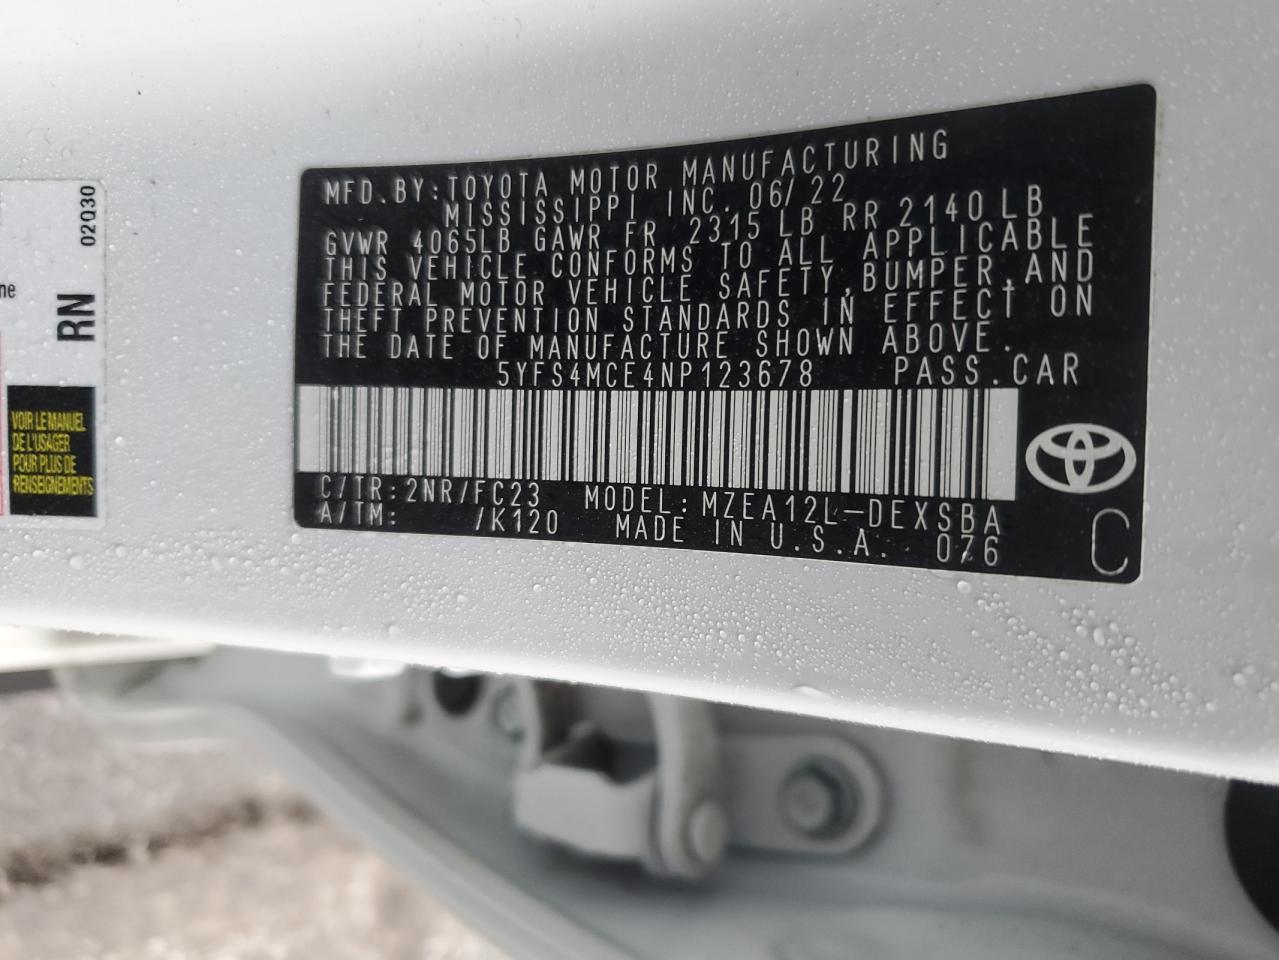 MFD.BY:TOYOTA MOTOR MANUFACTURING
MISSISSIPPI INC. 06/22
GVWR 4065LB GAWR FR 2315 LB RR 2140 LB
THIS VEHICLE CONFORMS TO ALL APPLICABLE
FEDERAL MOTOR VEHICLE SAFETY,BUMPER,AND
THEFT PREVENTION STANDARDS IN EFFECT ON
THE DATE OF MANUFACTURE SHOWN ABOVE.
5YFS4MCE4NP123678 PASS.CAR
C/TR:2NR/FC23 MODEL:MZEA12L-DEXSBA
A/TM: /K120 MADE IN U.S.A. 076
C
02Q30
RN
ne
VOIR LE MANUEL
DE L'USAGER
POUR PLUS DE
RENSEIGNEMENTS